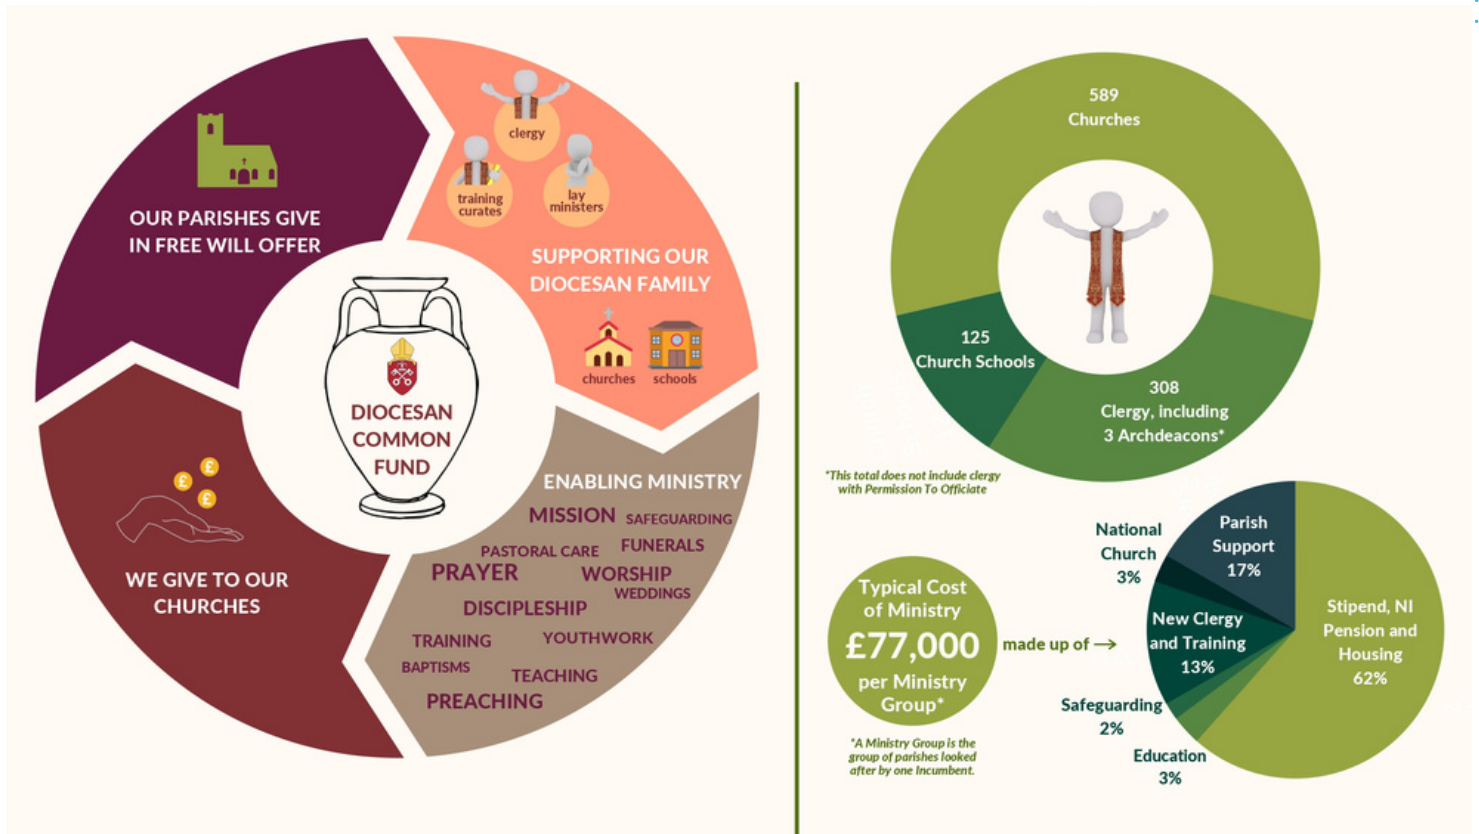 OUR PARISHES GIVE
IN FREE WILL OFFER
clergy
training
curates
lay
ministers
SUPPORTING OUR
DIOCESAN FAMILY
churches
schools
DIOCESAN
COMMON
FUND
ENABLING MINISTRY
MISSION
SAFEGUARDING
PASTORAL CARE
FUNERALS
PRAYER
WORSHIP
WEDDINGS
DISCIPLESHIP
TRAINING
YOUTHWORK
BAPTISMS
TEACHING
PREACHING
WE GIVE TO OUR
CHURCHES
£
£
£
589
Churches
125
Church Schools
308
Clergy, including
3 Archdeacons*
*This total does not include clergy
with Permission To Officiate
Typical Cost
of Ministry
£77,000
per Ministry
Group*
made up of →
*A Ministry Group is the
group of parishes looked
after by one Incumbent.
National
Church
3%
Parish
Support
17%
New Clergy
and Training
13%
Stipend, NI
Pension and
Housing
62%
Safeguarding
2%
Education
3%